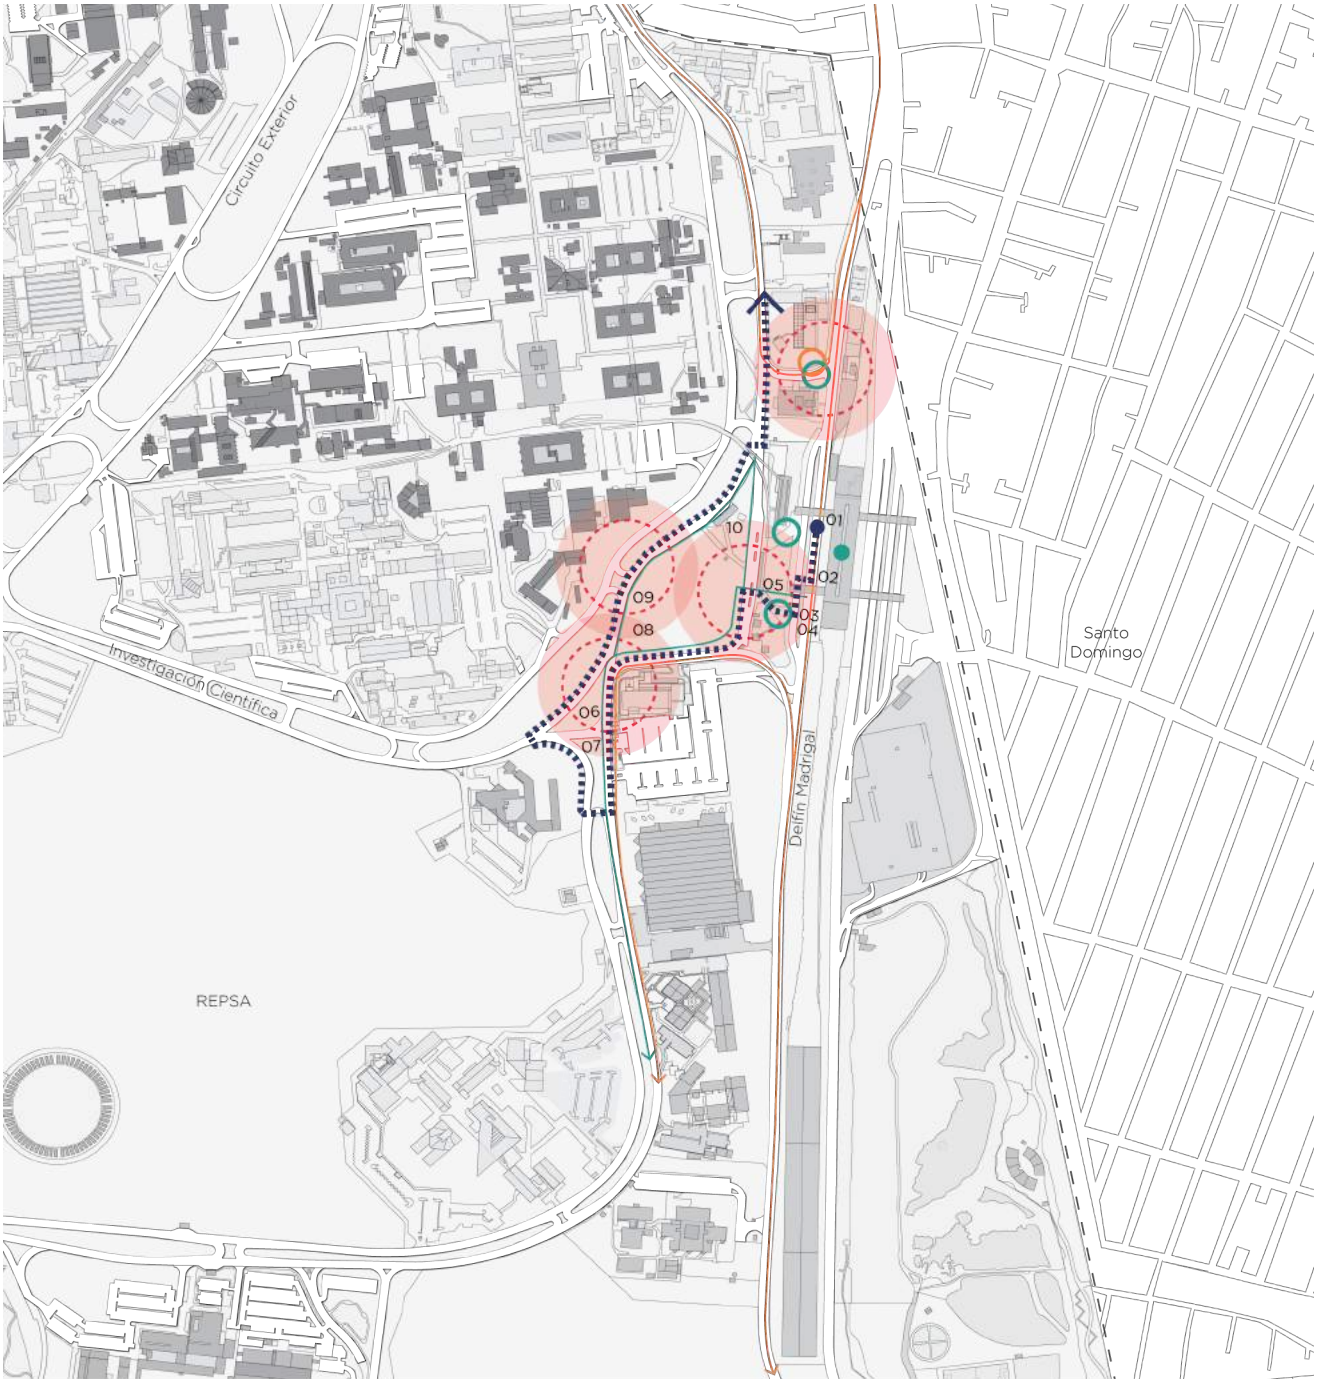 Circuito Exterior
01
10
02
05
03
04
09
08
Santo
Domingo
Investigación Científica
06
07
Delfín Madrigal
REPSA